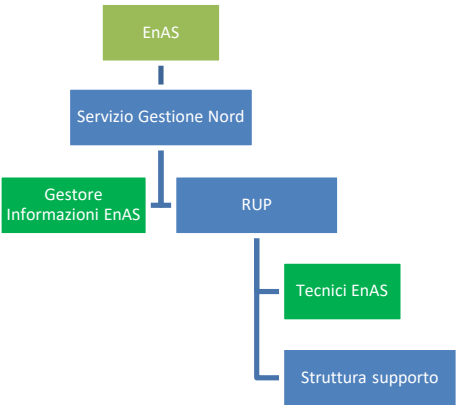 EnAS
Servizio Gestione Nord
Gestore
Informazioni EnAS
RUP
Tecnici EnAS
Struttura supporto